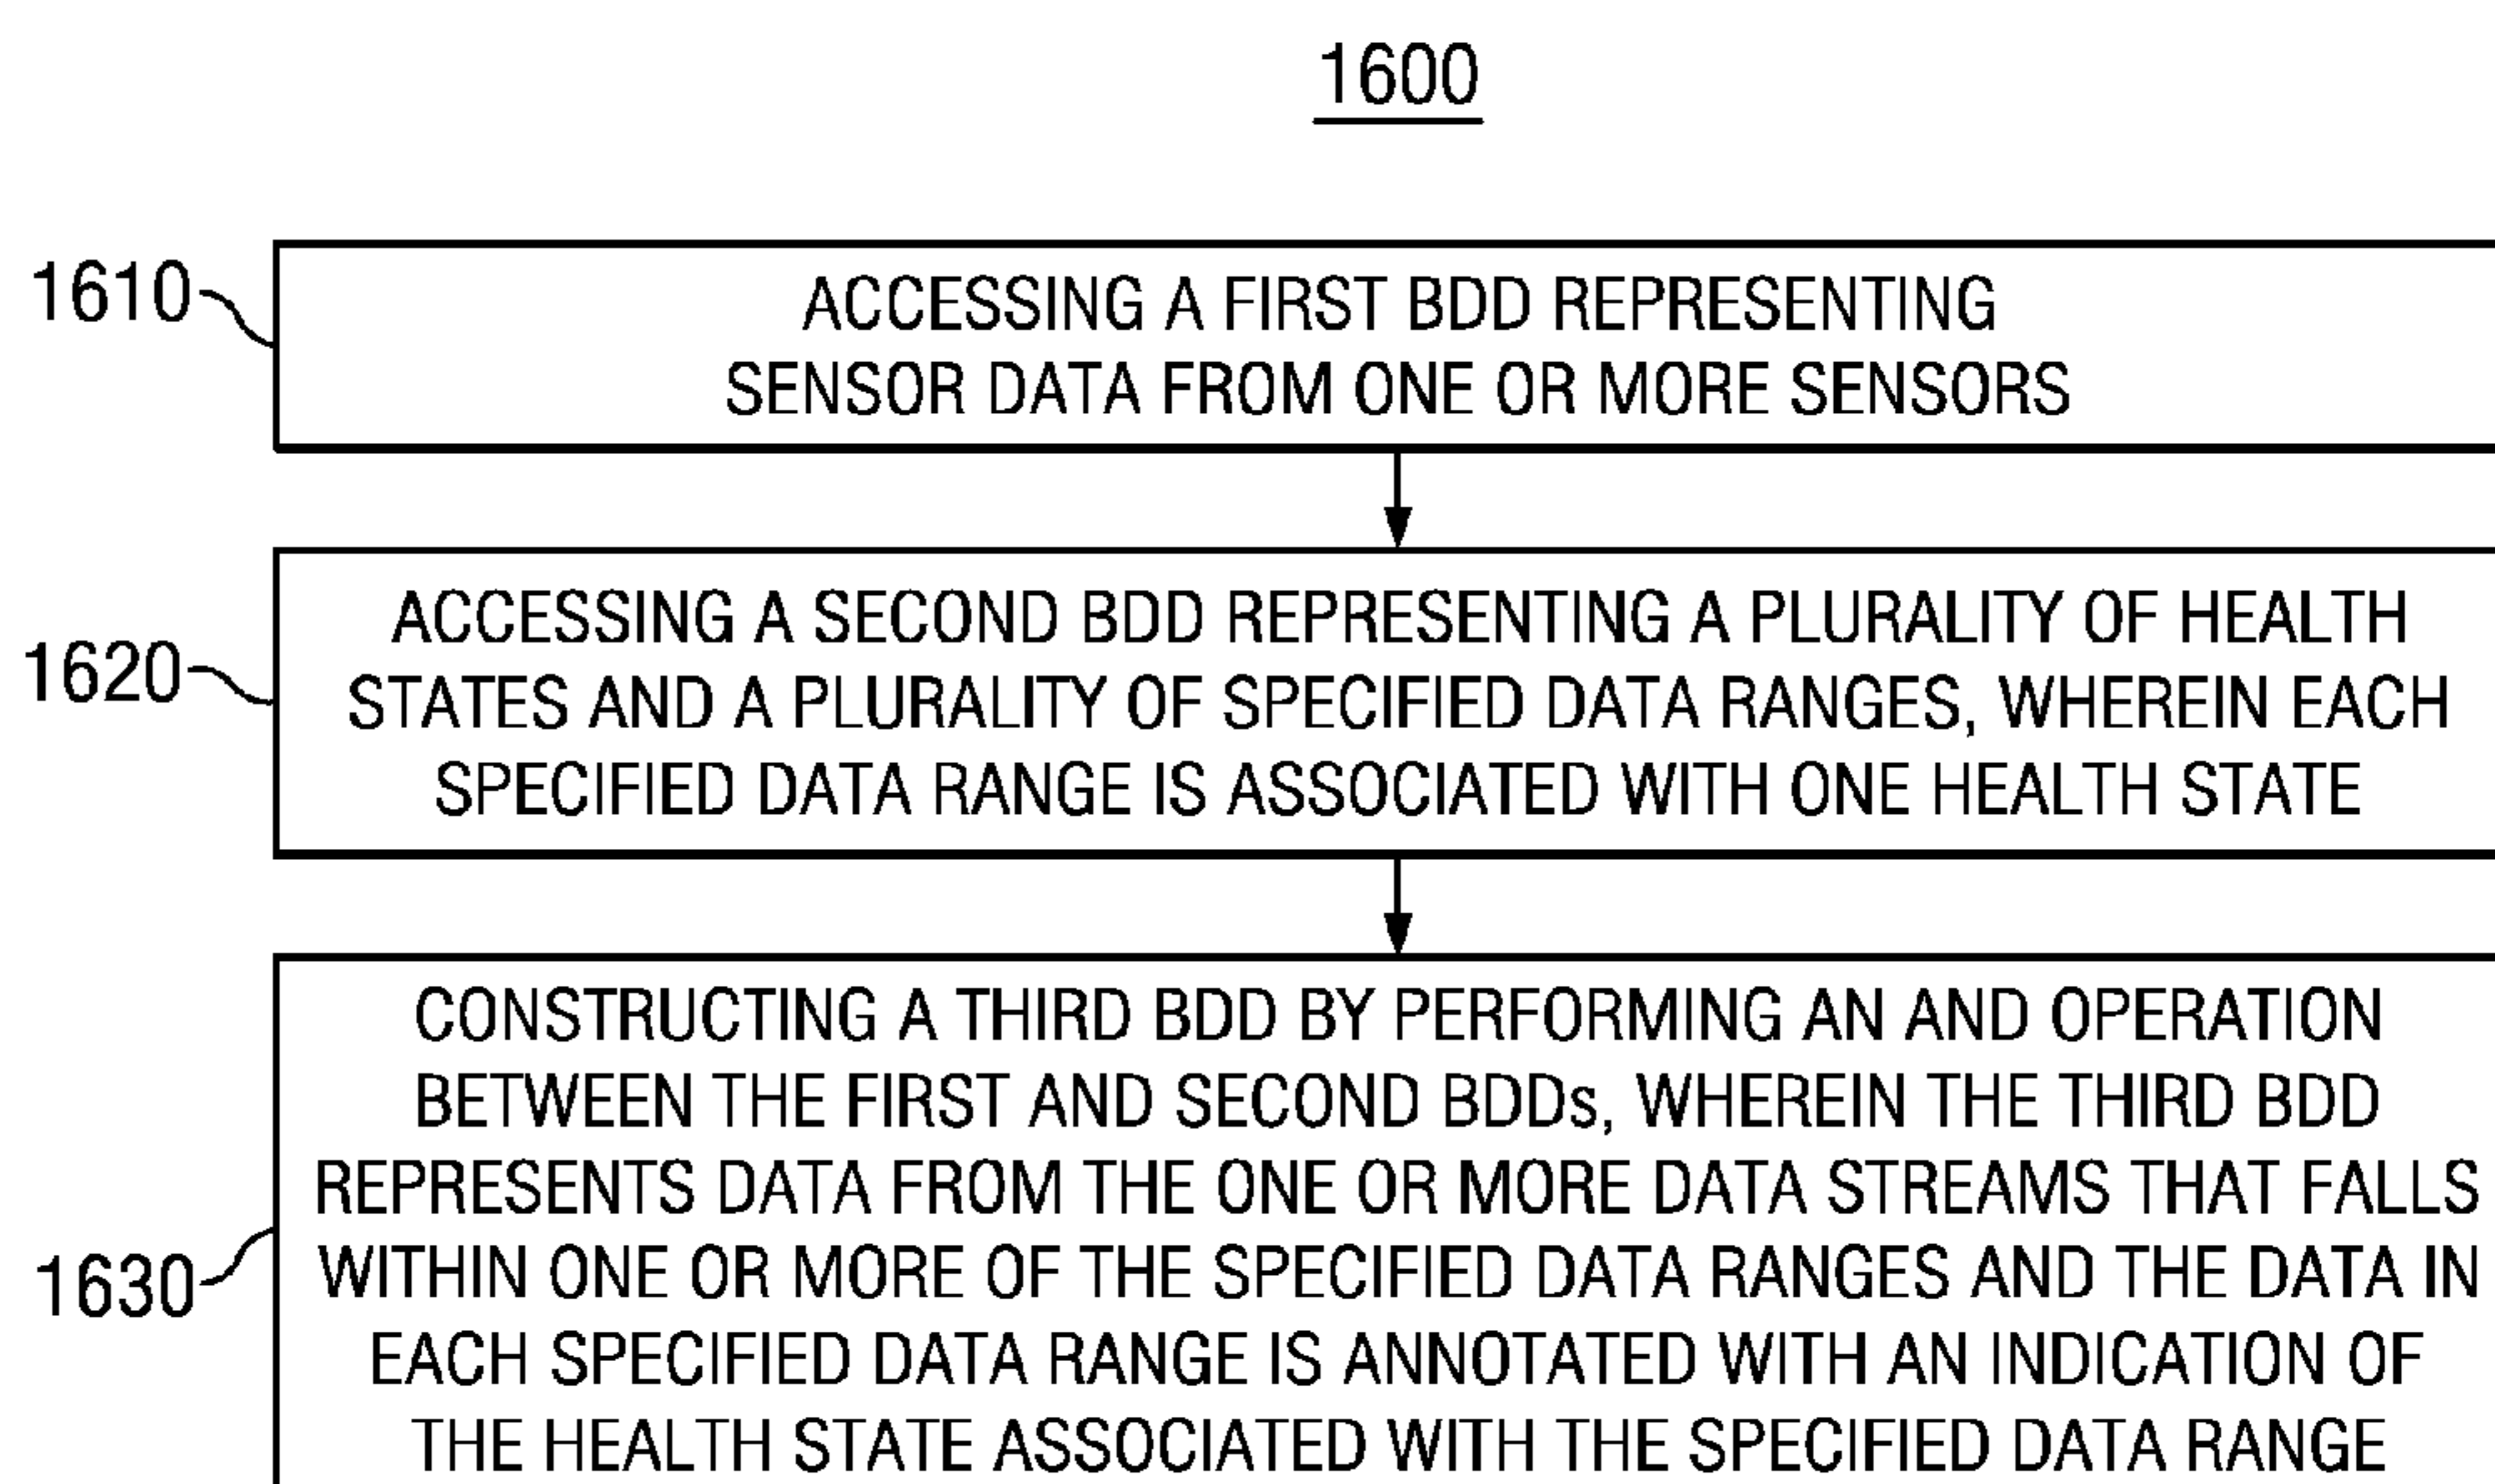 1600
1610
ACCESSING A FIRST BDD REPRESENTING
SENSOR DATA FROM ONE OR MORE SENSORS
1620
ACCESSING A SECOND BDD REPRESENTING A PLURALITY OF HEALTH
STATES AND A PLURALITY OF SPECIFIED DATA RANGES, WHEREIN EACH
SPECIFIED DATA RANGE IS ASSOCIATED WITH ONE HEALTH STATE
1630
CONSTRUCTING A THIRD BDD BY PERFORMING AN AND OPERATION
BETWEEN THE FIRST AND SECOND BDDs, WHEREIN THE THIRD BDD
REPRESENTS DATA FROM THE ONE OR MORE DATA STREAMS THAT FALLS
WITHIN ONE OR MORE OF THE SPECIFIED DATA RANGES AND THE DATA IN
EACH SPECIFIED DATA RANGE IS ANNOTATED WITH AN INDICATION OF
THE HEALTH STATE ASSOCIATED WITH THE SPECIFIED DATA RANGE